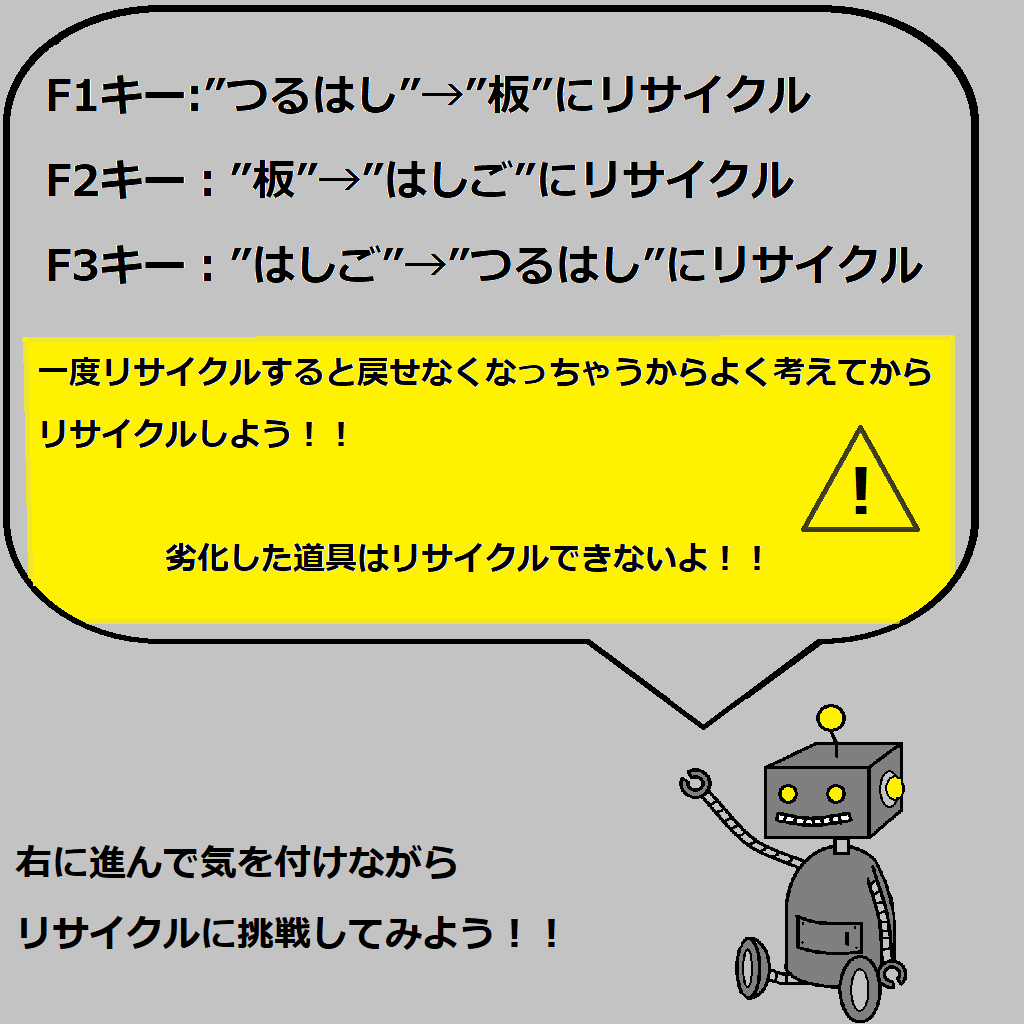 F1キー:”つるはし”→”板”にリサイクル
F2キー：”板”→”はしご”にリサイクル
F3キー：”はしご”→”つるはし”にリサイクル
一度リサイクルすると戻せなくなっちゃうからよく考えてから
リサイクルしよう！！
!
劣化した道具はリサイクルできないよ！！
右に進んで気を付けながら
リサイクルに挑戦してみよう！！